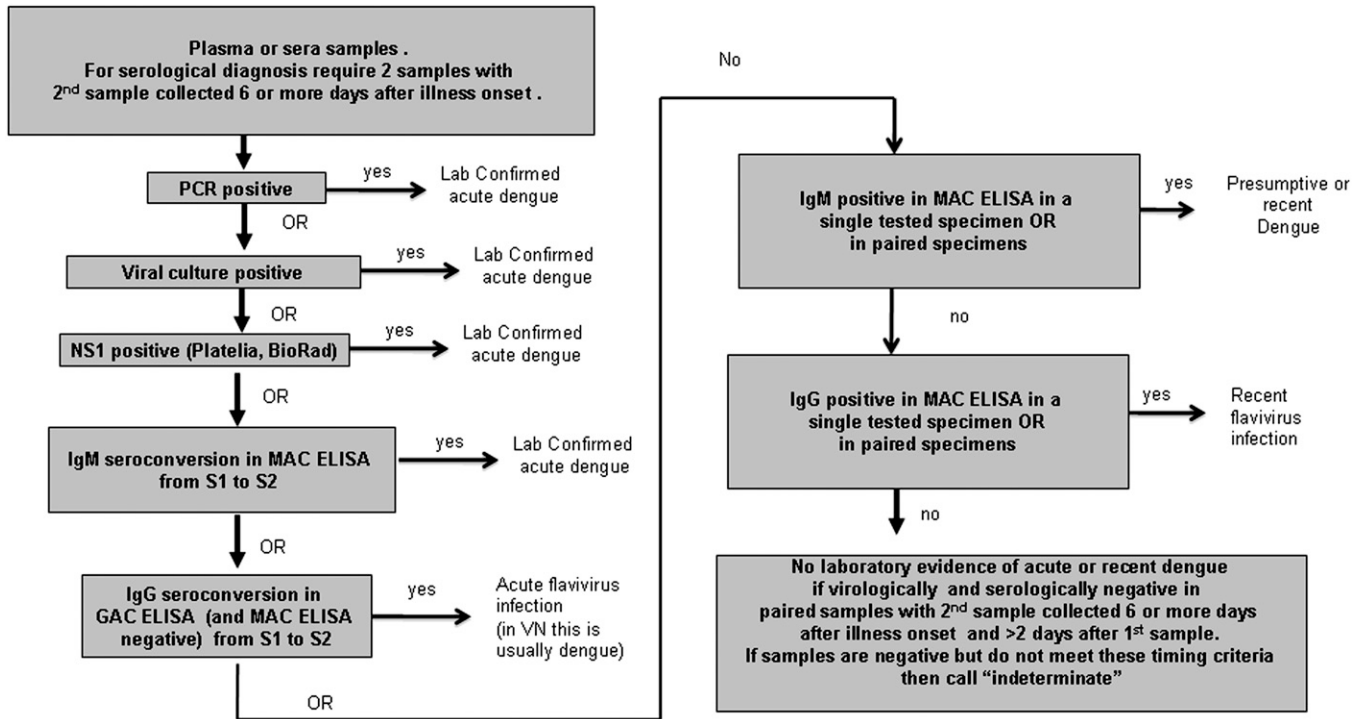 Plasma or sera samples .
For serological diagnosis require 2 samples with
2nd sample collected 6 or more days after illness onset .
PCR positive
yes
Lab Confirmed
acute dengue
OR
Viral culture positive
yes
Lab Confirmed
acute dengue
OR
NS1 positive (Platelia, BioRad)
yes
Lab Confirmed
acute dengue
OR
IgM seroconversion in MAC ELISA
from S1 to S2
yes
Lab Confirmed
acute dengue
OR
IgG seroconversion in
GAC ELISA (and MAC ELISA
negative) from S1 to S2
yes
Acute flavivirus
infection
(in VN this is
usually dengue)
OR
No
IgM positive in MAC ELISA in a
single tested specimen OR
in paired specimens
yes
Presumptive or
recent
Dengue
no
IgG positive in MAC ELISA in a
single tested specimen OR
in paired specimens
yes
Recent
flavivirus
infection
no
No laboratory evidence of acute or recent dengue
if virologically and serologically negative in
paired samples with 2nd sample collected 6 or more days
after illness onset and >2 days after 1st sample.
If samples are negative but do not meet these timing criteria
then call “indeterminate”